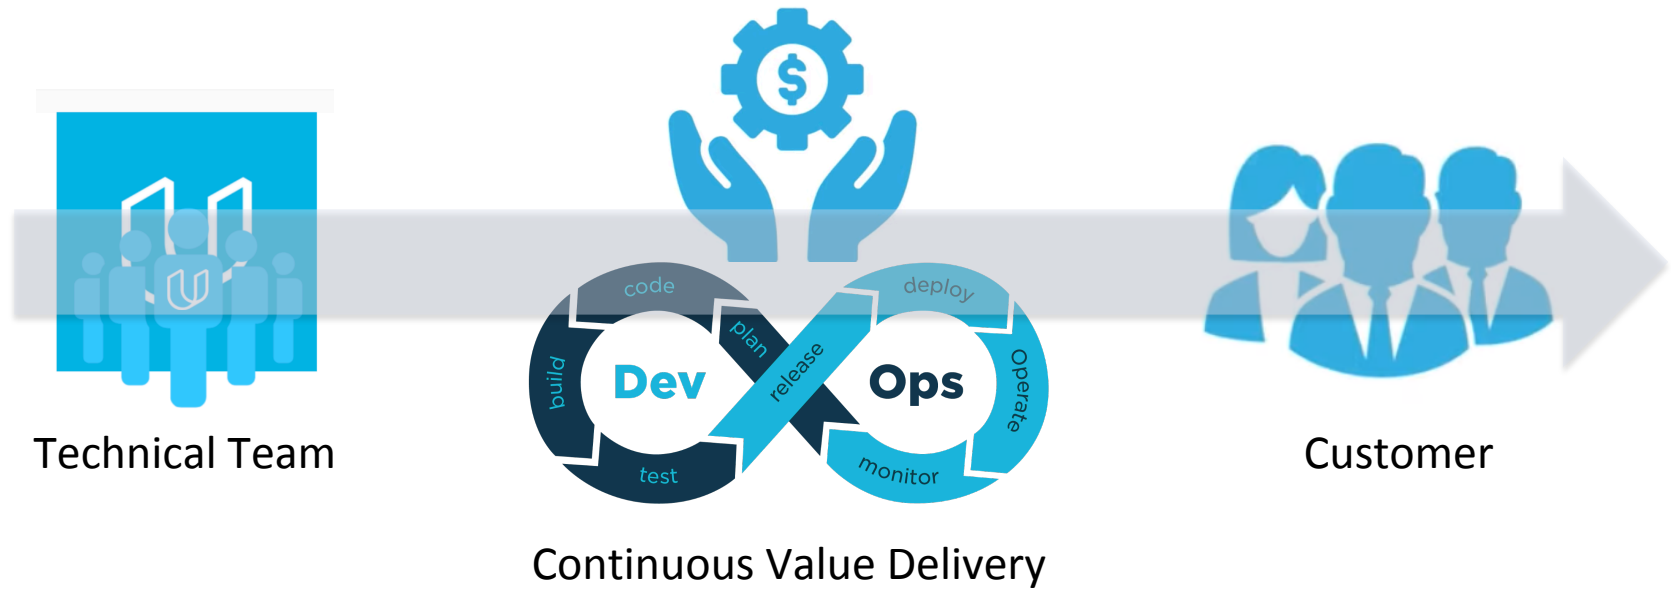 $
code
deploy
plan
release
build
Dev
Ops
Operate
test
monitor
Technical Team
Customer
Continuous Value Delivery